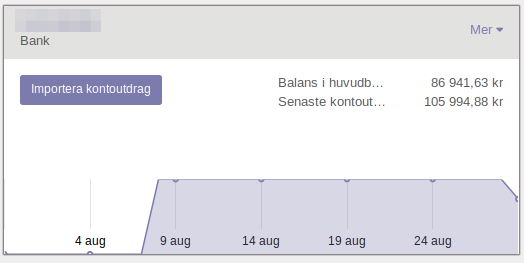 Bank
Mer
Importera kontoutdrag
Balans i huvudb… 86 941,63 kr
Senaste kontout… 105 994,88 kr
4 aug 9 aug 14 aug 19 aug 24 aug